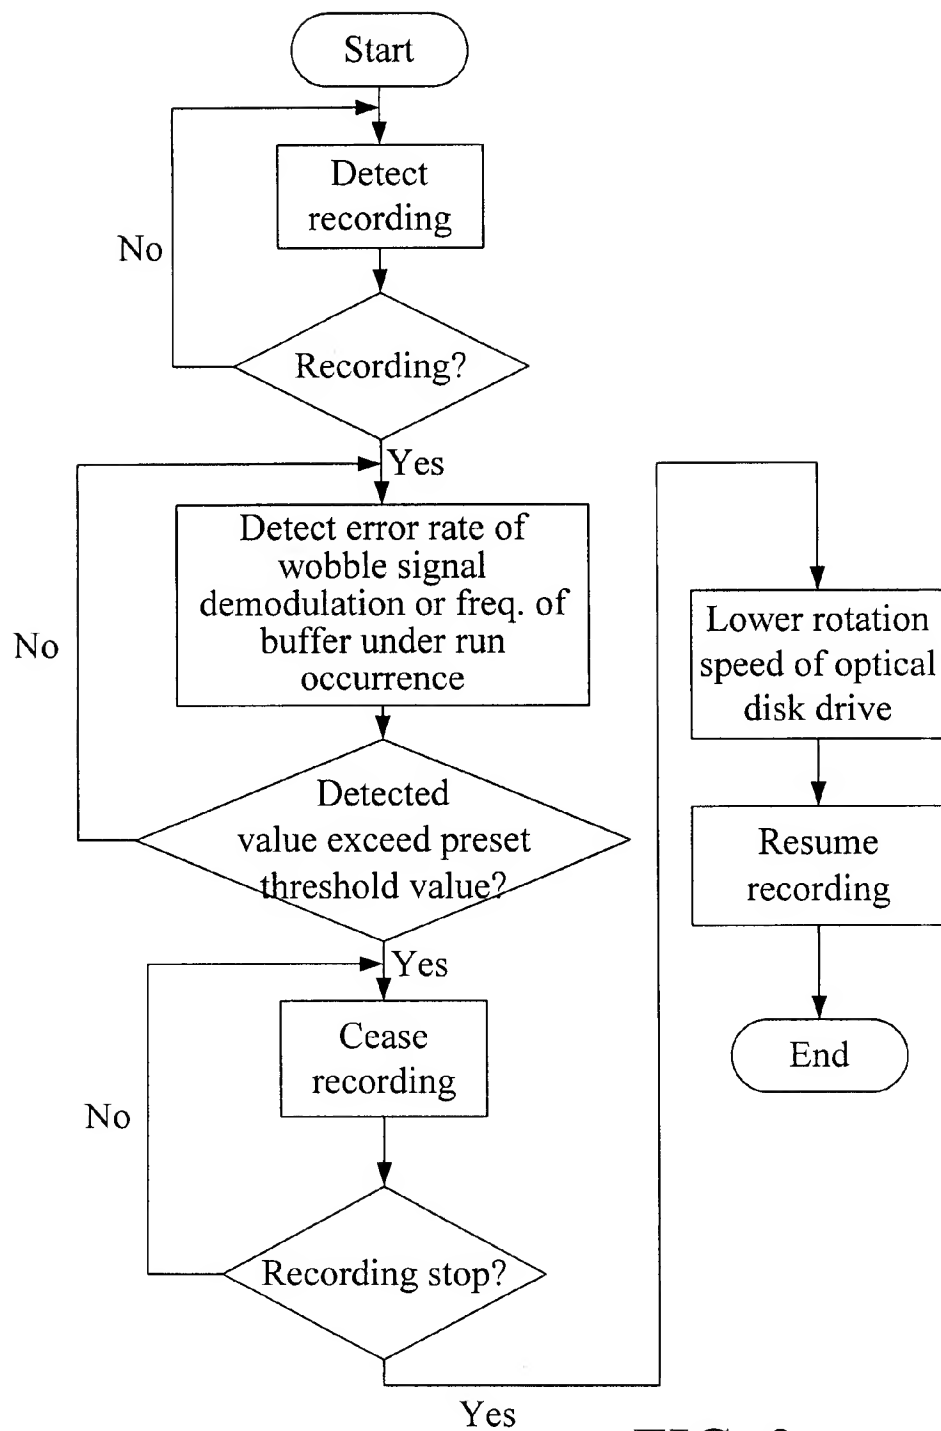 Start
Detect
recording
No
Recording?
Yes
Detect error rate of
wobble signal
demodulation or freq. of
buffer under run
occurrence
No
Detected
value exceed preset
threshold value?
Yes
Cease
recording
No
Recording stop?
Yes
Lower rotation
speed of optical
disk drive
Resume
recording
End